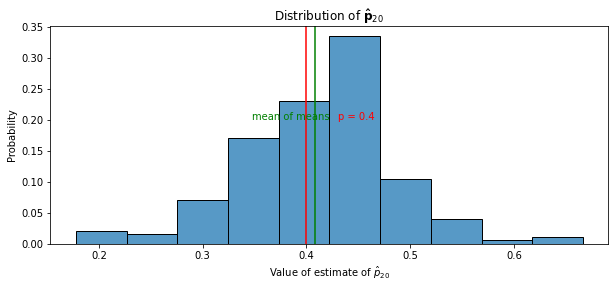 Distribution of p̂₂₀
0.35
0.30
0.25
0.20
0.15
0.10
0.05
0.00
Probability
mean of means
p = 0.4
0.2 0.3 0.4 0.5 0.6
Value of estimate of p̂₂₀